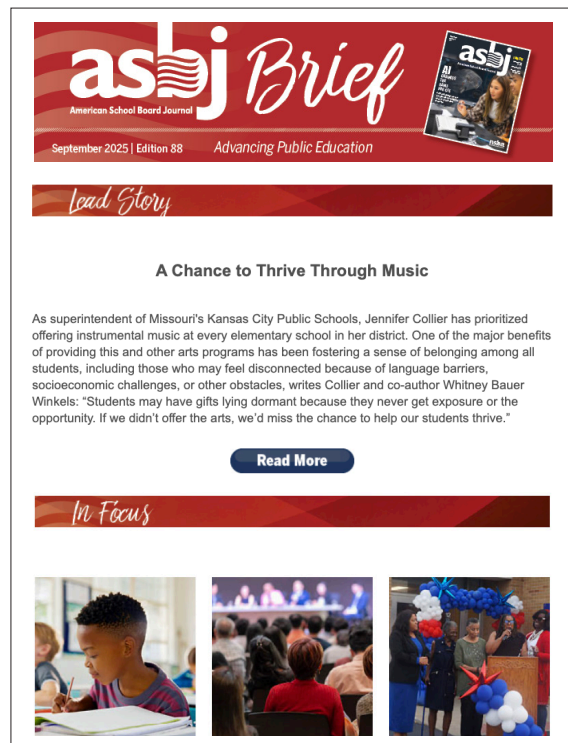 asbj Brief
American School Board Journal
asbj
American School Board Journal
AI
September 2025 | Edition 88
Advancing Public Education
Lead Story
A Chance to Thrive Through Music
As superintendent of Missouri's Kansas City Public Schools, Jennifer Collier has prioritized
offering instrumental music at every elementary school in her district. One of the major benefits
of providing this and other arts programs has been fostering a sense of belonging among all
students, including those who may feel disconnected because of language barriers,
socioeconomic challenges, or other obstacles, writes Collier and co-author Whitney Bauer
Winkels: “Students may have gifts lying dormant because they never get exposure or the
opportunity. If we didn’t offer the arts, we’d miss the chance to help our students thrive.”
Read More
In Focus